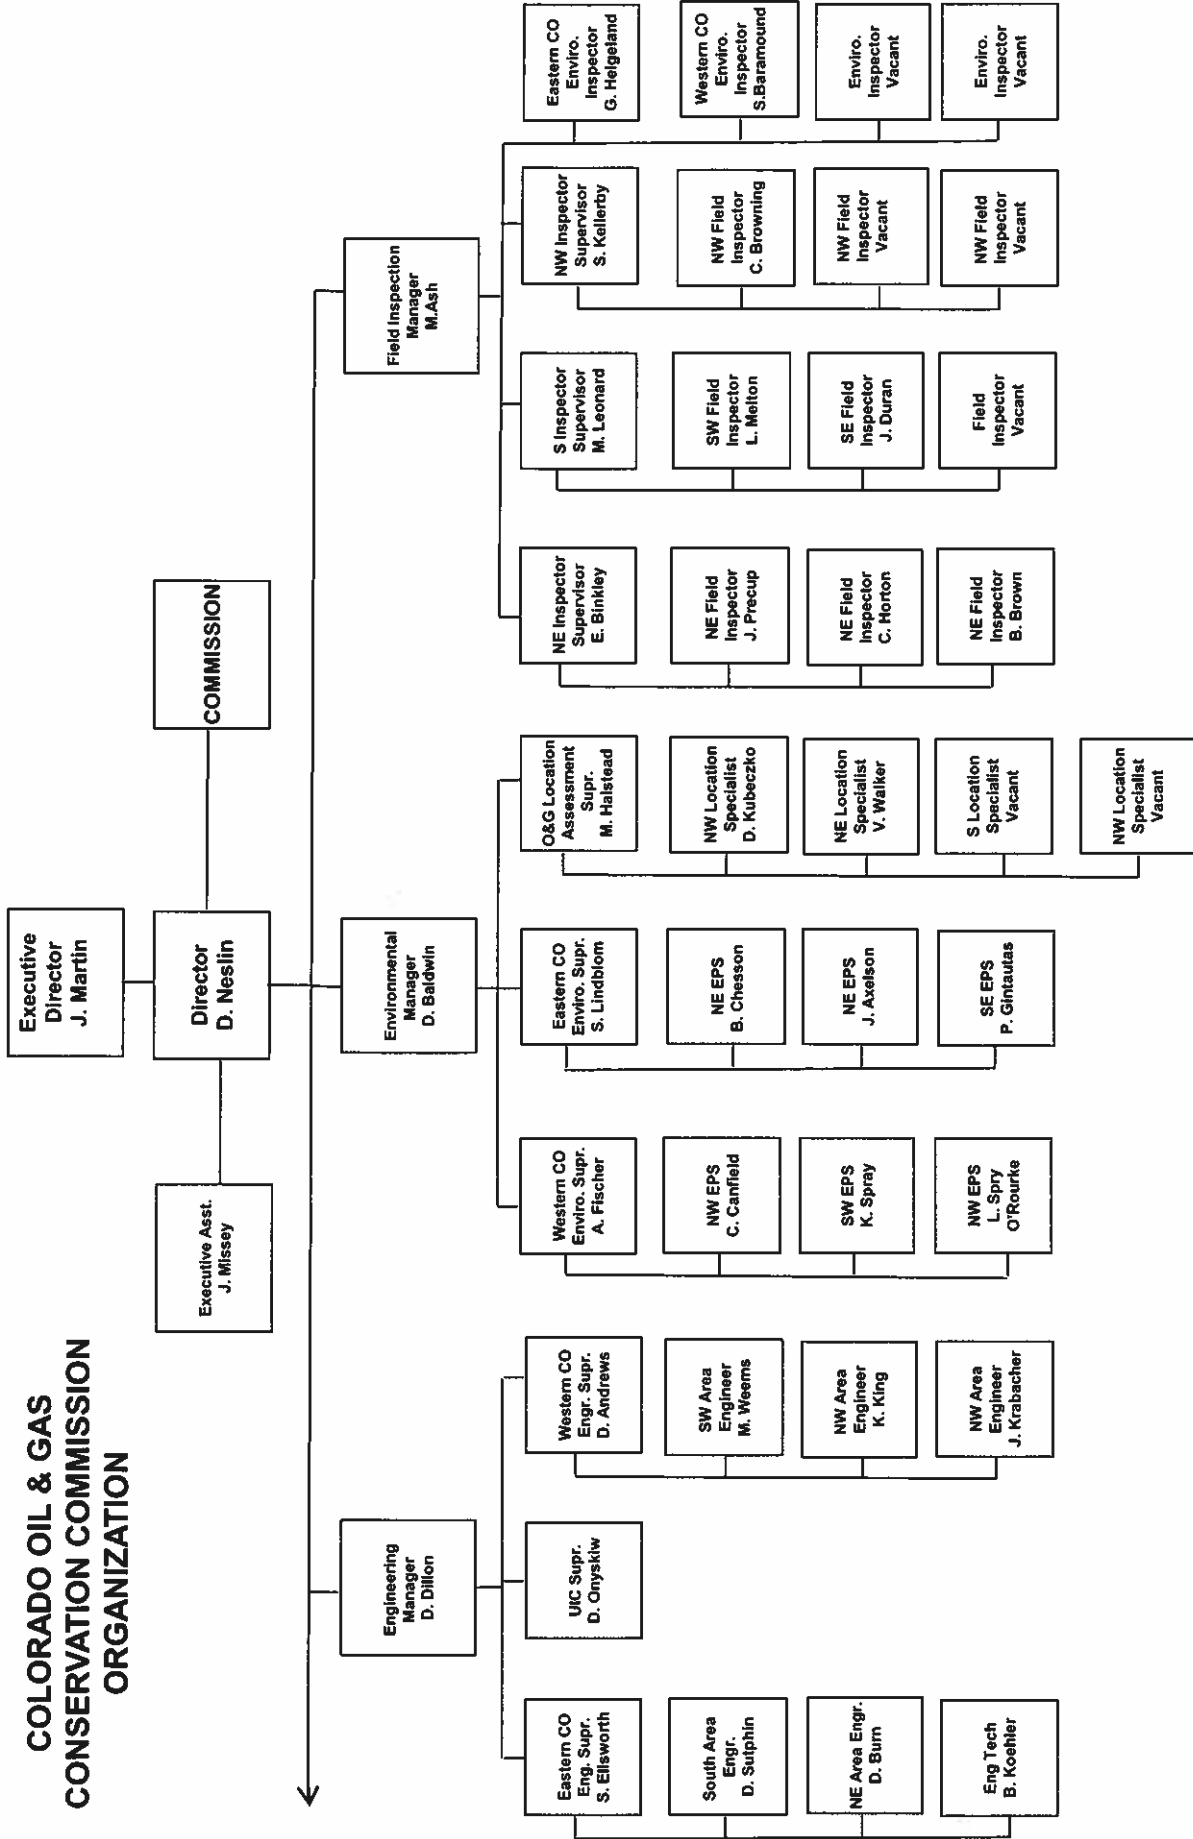 COLORADO OIL & GAS
CONSERVATION COMMISSION
ORGANIZATION
Executive
Director
J. Martin
Executive Asst.
J. Missey
Director
D. Neslin
COMMISSION
Engineering
Manager
D. Dillon
Environmental
Manager
D. Baldwin
Field Inspection
Manager
M.Ash
Eastern CO
Eng. Supr.
S. Ellsworth
South Area
Engr.
D. Sutphin
NE Area Engr.
D. Burn
Eng Tech
B. Koehler
UIC Supr.
D. Onyskiw
Western CO
Engr. Supr.
D. Andrews
SW Area
Engineer
M. Weems
NW Area
Engineer
K. King
NW Area
Engineer
J. Krabacher
Western CO
Enviro. Supr.
A. Fischer
NW EPS
C. Canfield
SW EPS
K. Spray
NW EPS
L. Spry
O'Rourke
Eastern CO
Enviro. Supr.
S. Lindblom
NE EPS
B. Chesson
NE EPS
J. Axelson
SE EPS
P. Gintautas
O&G Location
Assessment
Supr.
M. Halstead
NW Location
Specialist
D. Kubeczko
NE Location
Specialist
V. Walker
S Location
Specialist
Vacant
NW Location
Specialist
Vacant
NE Inspector
Supervisor
E. Binkley
NE Field
Inspector
J. Precup
NE Field
Inspector
C. Horton
NE Field
Inspector
B. Brown
S Inspector
Supervisor
M. Leonard
SW Field
Inspector
L. Melton
SE Field
Inspector
J. Duran
Field
Inspector
Vacant
NW Inspector
Supervisor
S. Kellerby
NW Field
Inspector
C. Browning
NW Field
Inspector
Vacant
NW Field
Inspector
Vacant
Eastern CO
Enviro.
Inspector
G. Helgeland
Western CO
Enviro.
Inspector
S.Baramound
Enviro.
Inspector
Vacant
Enviro.
Inspector
Vacant